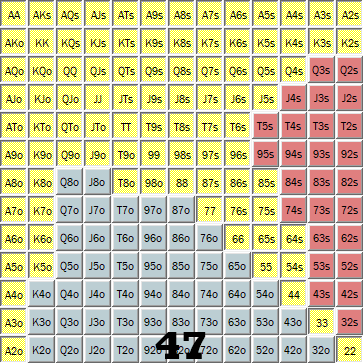 AA AKs AQs AJs ATs A9s A8s A7s A6s A5s A4s A3s A2s
AKo KK KQs KJs KTs K9s K8s K7s K6s K5s K4s K3s K2s
AQo KQo QQ QJs QTs Q9s Q8s Q7s Q6s Q5s Q4s Q3s Q2s
AJo KJo QJo JJ JTs J9s J8s J7s J6s J5s J4s J3s J2s
ATo KTo QTo JTo TT T9s T8s T7s T6s T5s T4s T3s T2s
A9o K9o Q9o J9o T9o 99 98s 97s 96s 95s 94s 93s 92s
A8o K8o Q8o J8o T8o 98o 88 87s 86s 85s 84s 83s 82s
A7o K7o Q7o J7o T7o 97o 87o 77 76s 75s 74s 73s 72s
A6o K6o Q6o J6o T6o 96o 86o 76o 66 65s 64s 63s 62s
A5o K5o Q5o J5o T5o 95o 85o 75o 65o 55 54s 53s 52s
A4o K4o Q4o J4o T4o 94o 84o 74o 64o 54o 44 43s 42s
A3o K3o Q3o J3o T3o 93o 83o 73o 63o 53o 43o 33 32s
A2o K2o Q2o J2o T2o 47 62o 52o 42o 32o 22